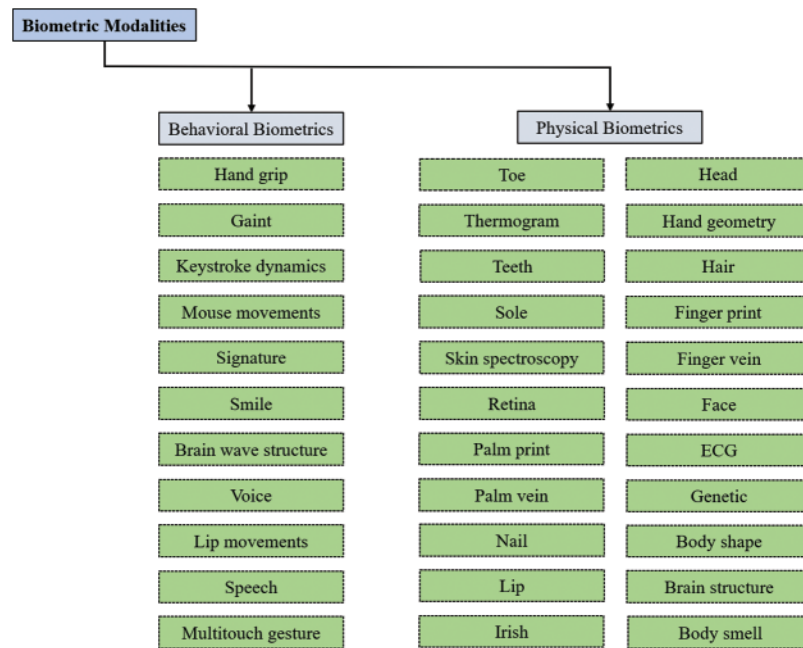 Biometric Modalities
Behavioral Biometrics
Physical Biometrics
Hand grip
Gaint
Keystroke dynamics
Mouse movements
Signature
Smile
Brain wave structure
Voice
Lip movements
Speech
Multitouch gesture
Toe
Thermogram
Teeth
Sole
Skin spectroscopy
Retina
Palm print
Palm vein
Nail
Lip
Irish
Head
Hand geometry
Hair
Finger print
Finger vein
Face
ECG
Genetic
Body shape
Brain structure
Body smell